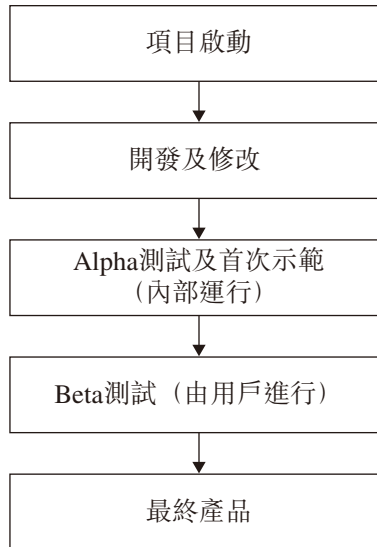 項目啟動
開發及修改
Alpha測試及首次示範
（內部運行）
Beta測試（由用戶進行）
最終產品